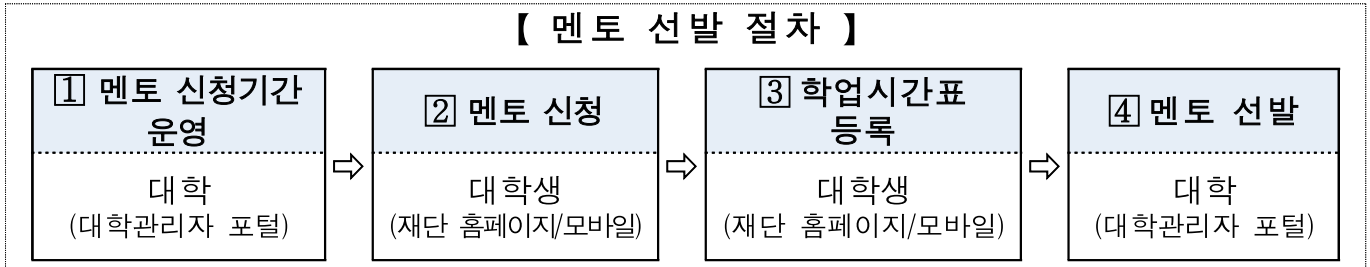 【 멘토 선발 절차 】
1 멘토 신청기간
운영
대학
(대학관리자 포털)
⇨
2 멘토 신청
대학생
(재단 홈페이지/모바일)
⇨
3 학업시간표
등록
대학생
(재단 홈페이지/모바일)
⇨
4 멘토 선발
대학
(대학관리자 포털)